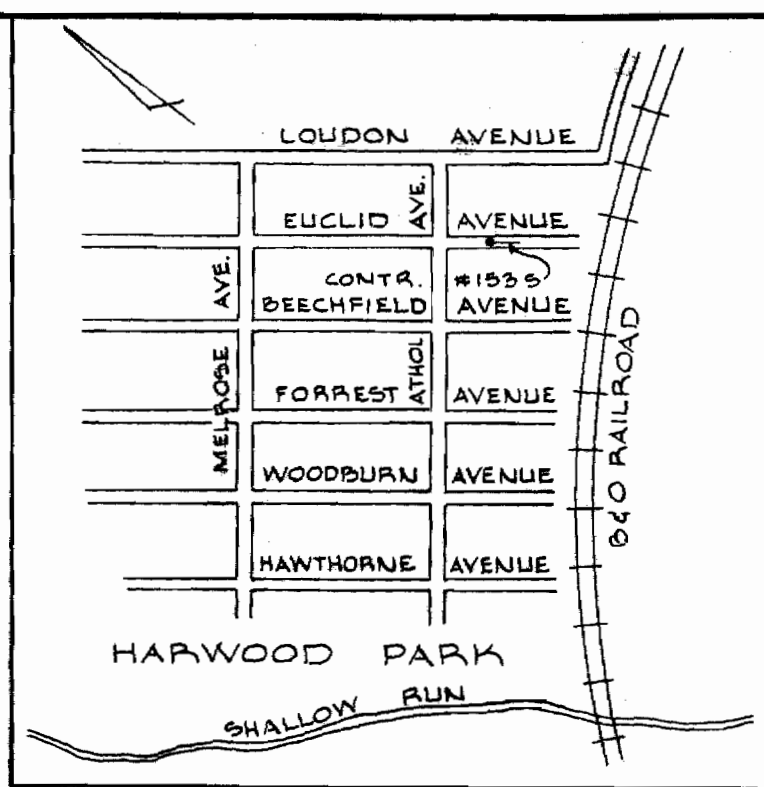 LOUDON AVENUE
EUCLID AVENUE
CONTR. #1535
BEECHFIELD AVENUE
FORREST AVENUE
WOODBURN AVENUE
HAWTHORNE AVENUE
MELROSE AVE.
ATHOL AVE.
B&O RAILROAD
HARWOOD PARK
SHALLOW RUN